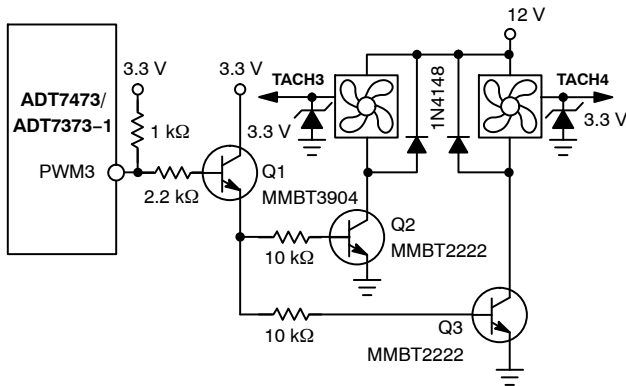 12 V
3.3 V
3.3 V
TACH3
TACH4
1N4148
ADT7473/
ADT7373–1
1 kΩ
3.3 V
3.3 V
PWM3
2.2 kΩ
Q1
MMBT3904
Q2
10 kΩ
MMBT2222
10 kΩ
Q3
MMBT2222